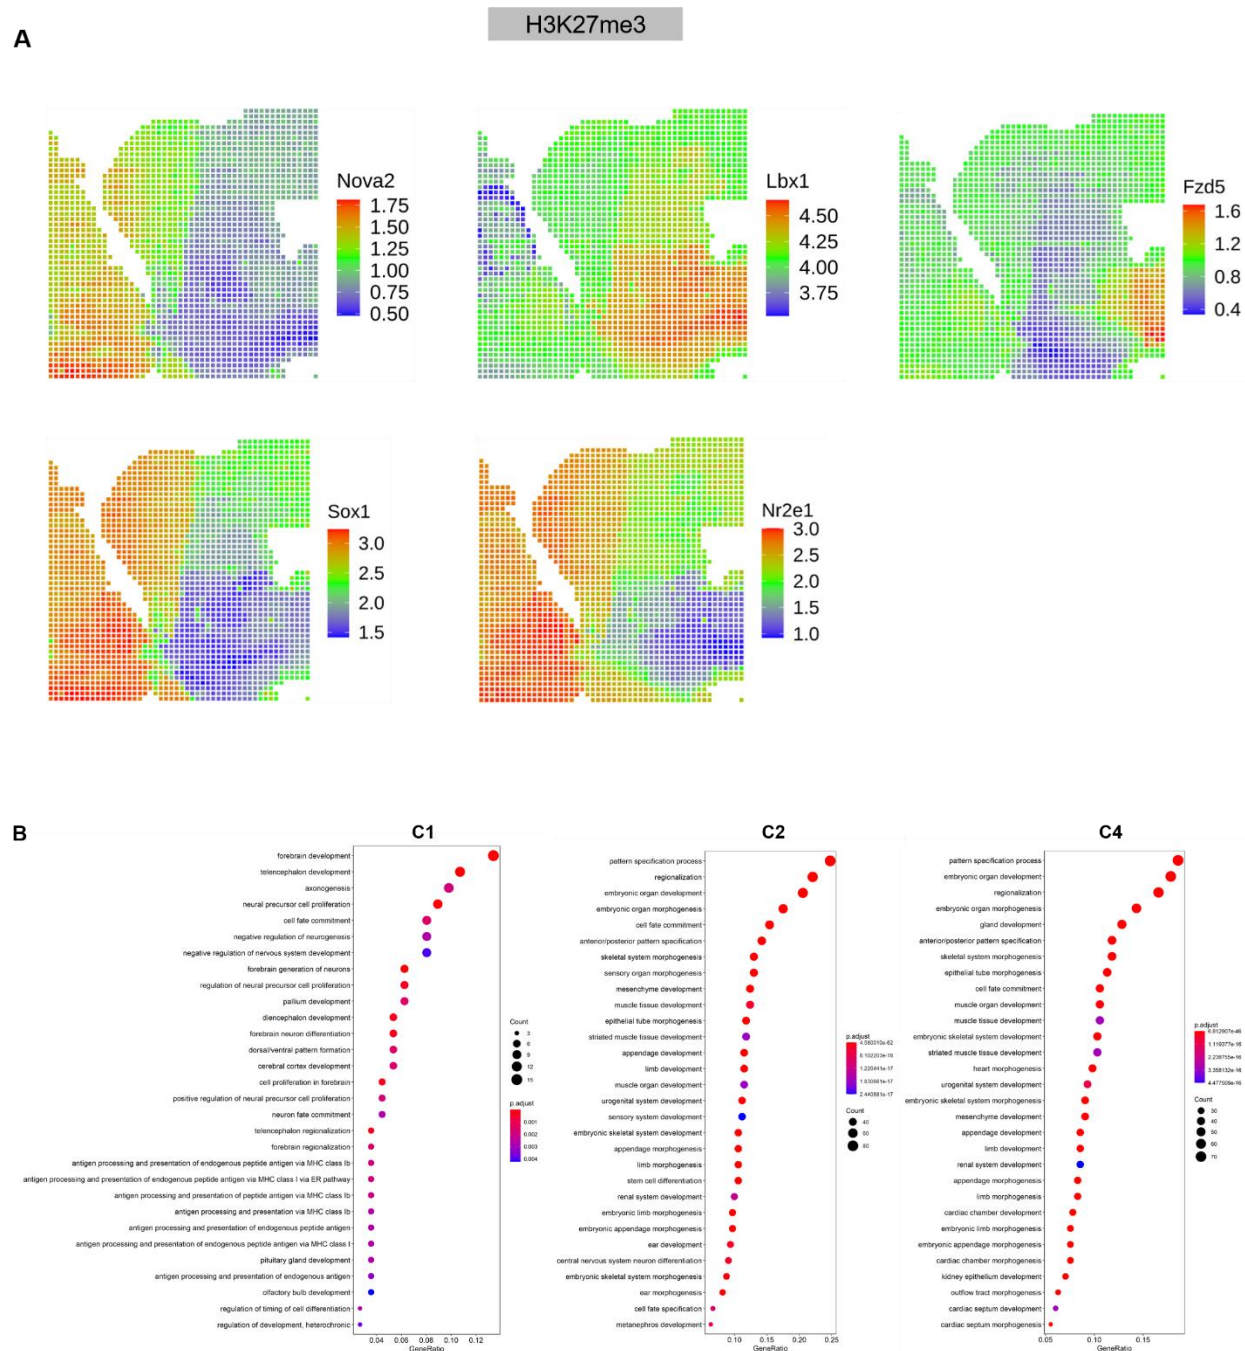 H3K27me3
A
Nova2
1.75
1.50
1.25
1.00
0.75
0.50
Lbx1
4.50
4.25
4.00
3.75
Fzd5
1.6
1.2
0.8
0.4
Sox1
3.0
2.5
2.0
1.5
Nr2e1
3.0
2.5
2.0
1.5
1.0
B
C1
forebrain development
telencephalon development
axonogenesis
neural precursor cell proliferation
cell fate commitment
negative regulation of neurogenesis
negative regulation of nervous system development
forebrain generation of neurons
regulation of neural precursor cell proliferation
pallium development
diencephalon development
forebrain neuron differentiation
dorsal/ventral pattern formation
cerebral cortex development
cell proliferation in forebrain
positive regulation of neural precursor cell proliferation
neuron fate commitment
telencephalon regionalization
forebrain regionalization
antigen processing and presentation of endogenous peptide antigen via MHC class Ib
antigen processing and presentation of endogenous peptide antigen via MHC class I via ER pathway
antigen processing and presentation of peptide antigen via MHC class Ib
antigen processing and presentation via MHC class Ib
antigen processing and presentation of endogenous peptide antigen
antigen processing and presentation of endogenous peptide antigen via MHC class I
pituitary gland development
antigen processing and presentation of endogenous antigen
olfactory bulb development
regulation of timing of cell differentiation
regulation of development, heterochronic
0.04 0.06 0.08 0.10 0.12
GeneRatio
Count
3
6
9
12
15
p.adjust
0.001
0.002
0.003
0.004
C2
pattern specification process
regionalization
embryonic organ development
embryonic organ morphogenesis
cell fate commitment
anterior/posterior pattern specification
skeletal system morphogenesis
sensory organ morphogenesis
mesenchyme development
muscle tissue development
epithelial tube morphogenesis
striated muscle tissue development
appendage development
limb development
muscle organ development
urogenital system development
sensory system development
embryonic skeletal system development
appendage morphogenesis
limb morphogenesis
stem cell differentiation
renal system development
embryonic limb morphogenesis
embryonic appendage morphogenesis
ear development
central nervous system neuron differentiation
embryonic skeletal system morphogenesis
ear morphogenesis
cell fate specification
metanephros development
0.10 0.15 0.20 0.25
GeneRatio
p.adjust
Count
40
60
80
C4
pattern specification process
embryonic organ development
regionalization
embryonic organ morphogenesis
gland development
anterior/posterior pattern specification
skeletal system morphogenesis
epithelial tube morphogenesis
cell fate commitment
muscle organ development
muscle tissue development
embryonic skeletal system development
striated muscle tissue development
heart morphogenesis
urogenital system development
embryonic skeletal system morphogenesis
mesenchyme development
appendage development
limb development
renal system development
appendage morphogenesis
limb morphogenesis
cardiac chamber development
embryonic limb morphogenesis
embryonic appendage morphogenesis
cardiac chamber morphogenesis
kidney epithelium development
outflow tract morphogenesis
cardiac septum development
cardiac septum morphogenesis
0.05 0.10 0.15
GeneRatio
p.adjust
Count
30
40
50
60
70